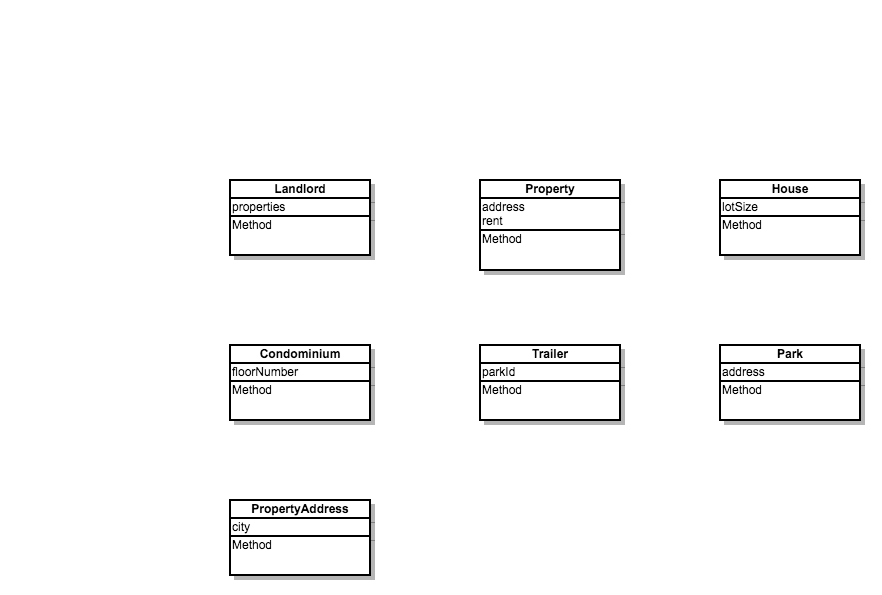 Landlord
properties
Method
Property
address
rent
Method
House
lotSize
Method
Condominium
floorNumber
Method
Trailer
parkId
Method
Park
address
Method
PropertyAddress
city
Method